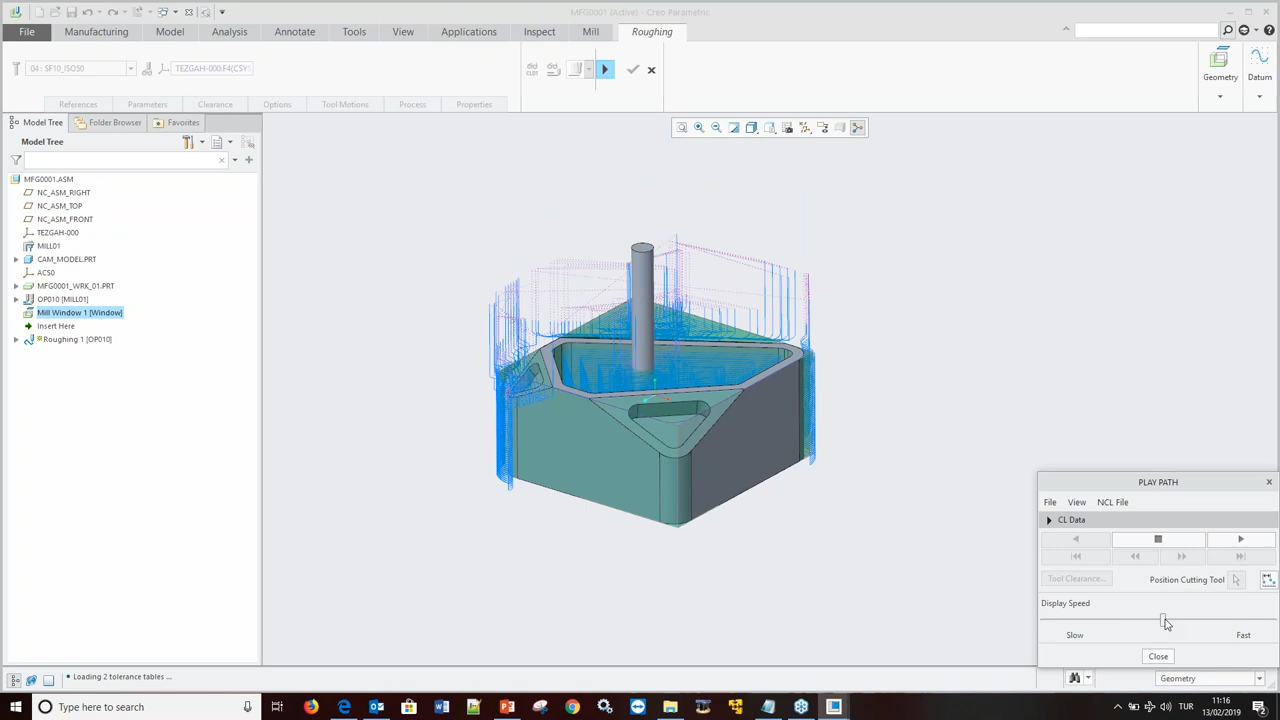 MFG0001 (Active) - Creo Parametric
File
Manufacturing
Model
Analysis
Annotate
Tools
View
Applications
Inspect
Mill
Roughing
04 : SF10_ISO50
TEZGAH-000:F4(CSYS
Geometry
Datum
References
Parameters
Clearance
Options
Tool Motions
Process
Properties
Model Tree
Folder Browser
Favorites
Model Tree
MFG0001.ASM
NC_ASM_RIGHT
NC_ASM_TOP
NC_ASM_FRONT
TEZGAH-000
MILL01
CAM_MODEL.PRT
ACS0
MFG0001_WRK_01.PRT
OP010 [MILL01]
Mill Window 1 [Window]
Insert Here
Roughing 1 [OP010]
PLAY PATH
File
View
NCL File
CL Data
Tool Clearance...
Position Cutting Tool
Display Speed
Slow
Fast
Close
Loading 2 tolerance tables ...
Geometry
Type here to search
TUR
11:16
13/02/2019